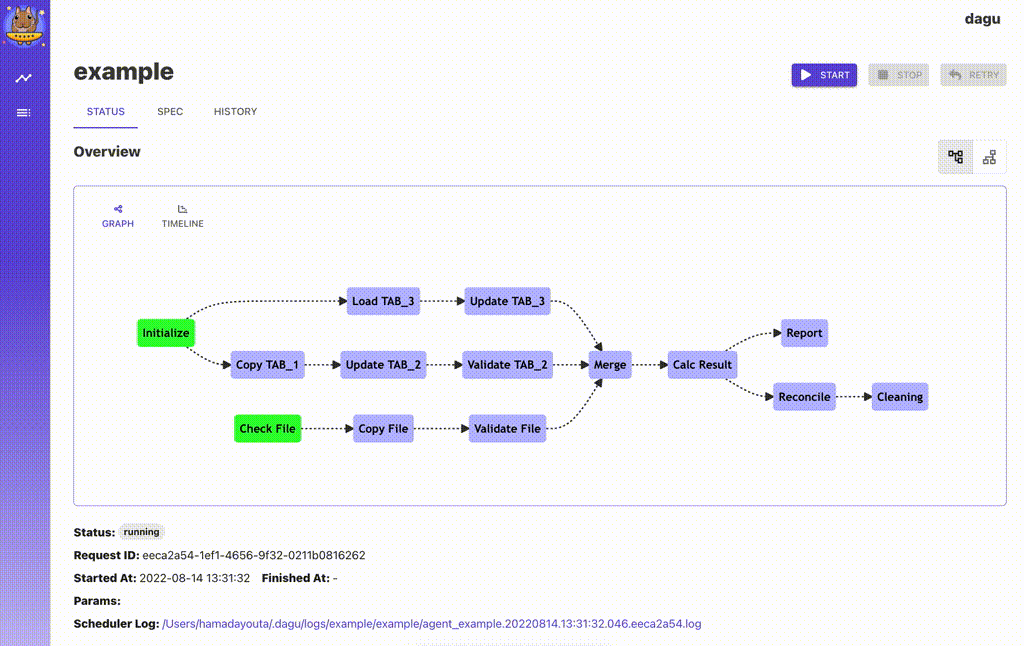 dagu
example
START STOP RETRY
STATUS SPEC HISTORY
Overview
GRAPH TIMELINE
Load TAB_3 Update TAB_3
Initialize Report
Copy TAB_1 Update TAB_2 Validate TAB_2 Merge Calc Result
Reconcile Cleaning
Check File Copy File Validate File
Status: running
Request ID: eeca2a54-1ef1-4656-9f32-0211b0816262
Started At: 2022-08-14 13:31:32 Finished At: -
Params:
Scheduler Log: /Users/hamadayouta/.dagu/logs/example/example/agent_example.20220814.13:31:32.046.eeca2a54.log